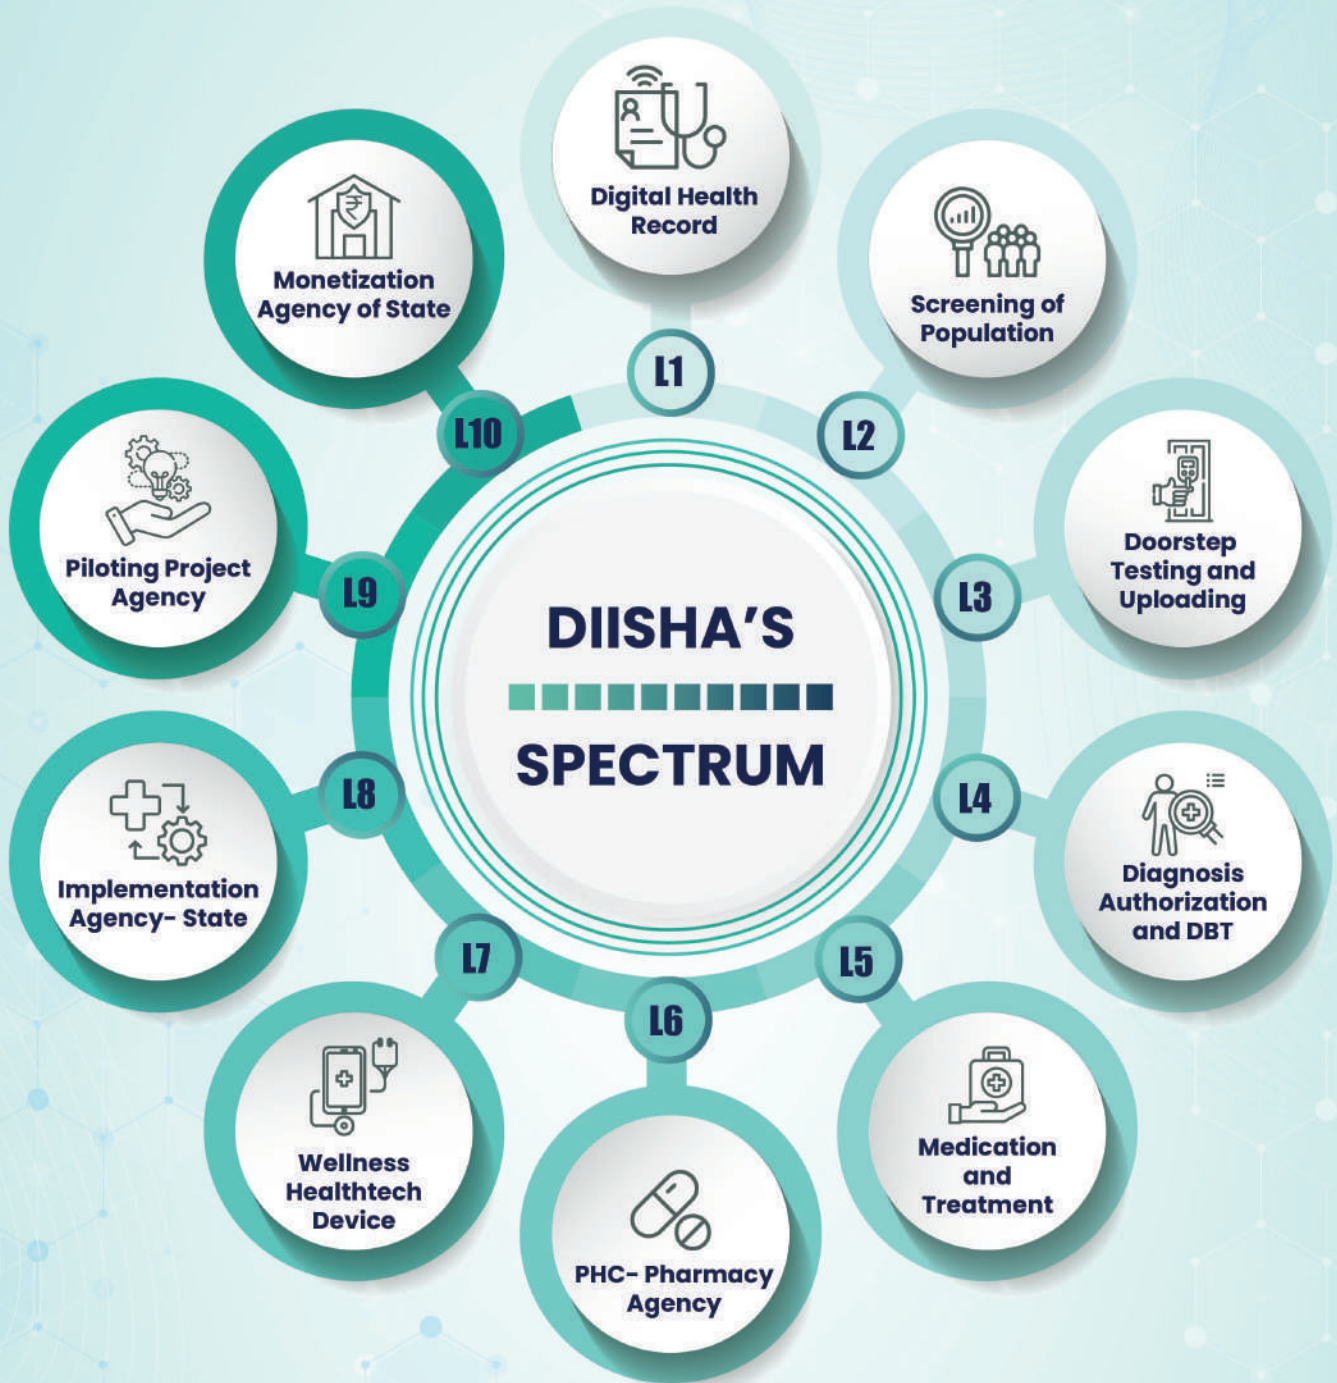 DIISHA'S
SPECTRUM
L1
Digital Health
Record
L2
Screening of
Population
L3
Doorstep
Testing and
Uploading
L4
Diagnosis
Authorization
and DBT
L5
Medication
and
Treatment
L6
PHC- Pharmacy
Agency
L7
Wellness
Healthtech
Device
L8
Implementation
Agency- State
L9
Piloting Project
Agency
L10
₹
Monetization
Agency of State